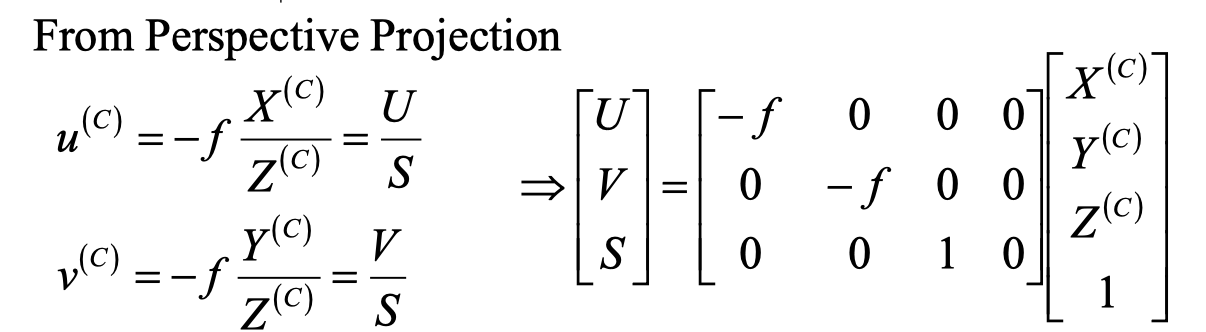 From Perspective Projection
$u^{(C)} = -f \frac{X^{(C)}}{Z^{(C)}} = \frac{U}{S}$
$v^{(C)} = -f \frac{Y^{(C)}}{Z^{(C)}} = \frac{V}{S}$
$\Rightarrow \begin{bmatrix} U \\ V \\ S \end{bmatrix} = \begin{bmatrix} -f & 0 & 0 & 0 \\ 0 & -f & 0 & 0 \\ 0 & 0 & 1 & 0 \end{bmatrix} \begin{bmatrix} X^{(C)} \\ Y^{(C)} \\ Z^{(C)} \\ 1 \end{bmatrix}$